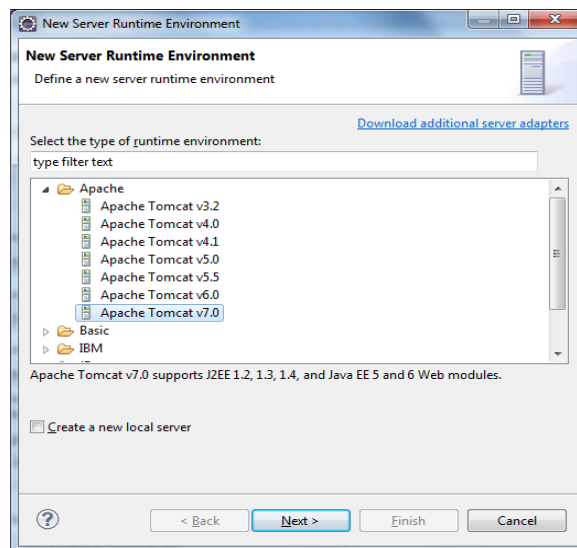 New Server Runtime Environment
New Server Runtime Environment
Define a new server runtime environment
Download additional server adapters
Select the type of runtime environment:
type filter text
Apache
Apache Tomcat v3.2
Apache Tomcat v4.0
Apache Tomcat v4.1
Apache Tomcat v5.0
Apache Tomcat v5.5
Apache Tomcat v6.0
Apache Tomcat v7.0
Basic
IBM
Apache Tomcat v7.0 supports J2EE 1.2, 1.3, 1.4, and Java EE 5 and 6 Web modules.
Create a new local server
? < Back Next > Finish Cancel